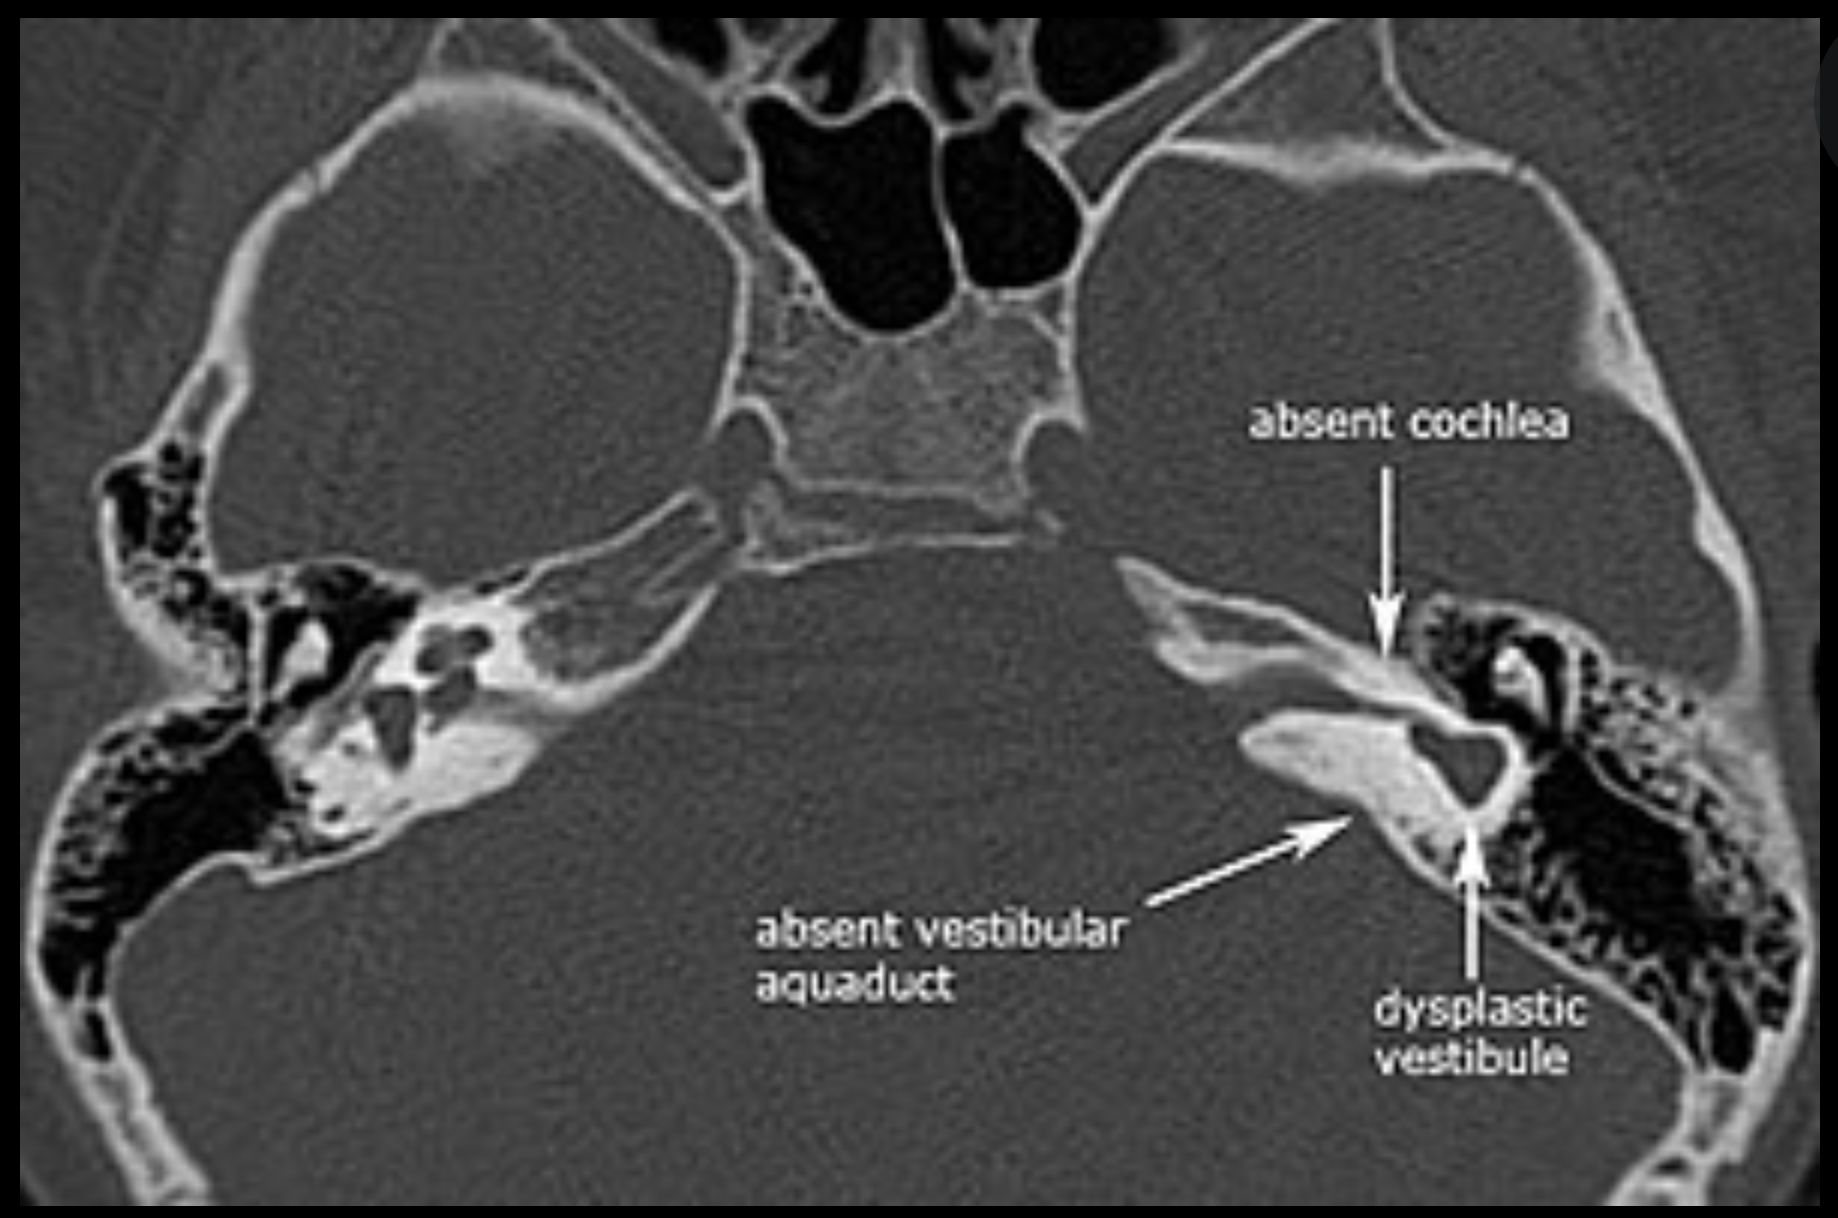 absent cochlea
absent vestibular
aquaduct
dysplastic
vestibule